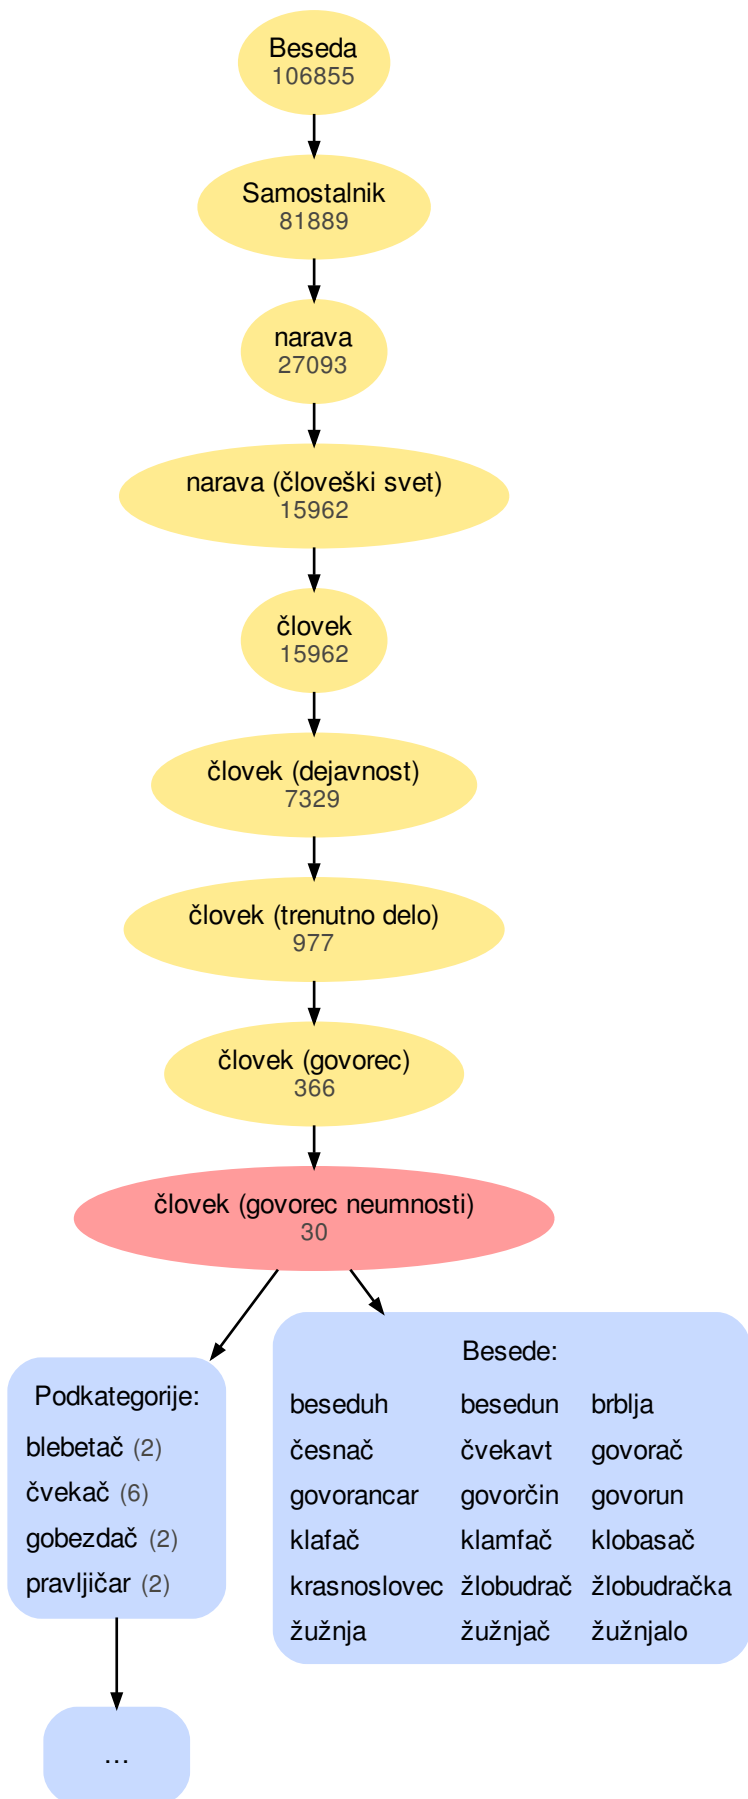 Beseda
106855
Samostalnik
81889
narava
27093
narava (človeški svet)
15962
človek
15962
človek (dejavnost)
7329
človek (trenutno delo)
977
človek (govorec)
366
človek (govorec neumnosti)
30
Podkategorije:
blebetač (2)
čvekač (6)
gobezdač (2)
pravljičar (2)
...
Besede:
beseduh besedun brblja
česnač čvekavt govorač
govorancar govorčin govorun
klafač klamfač klobasač
krasnoslovec žlobudrač žlobudračka
žužnja žužnjač žužnjalo